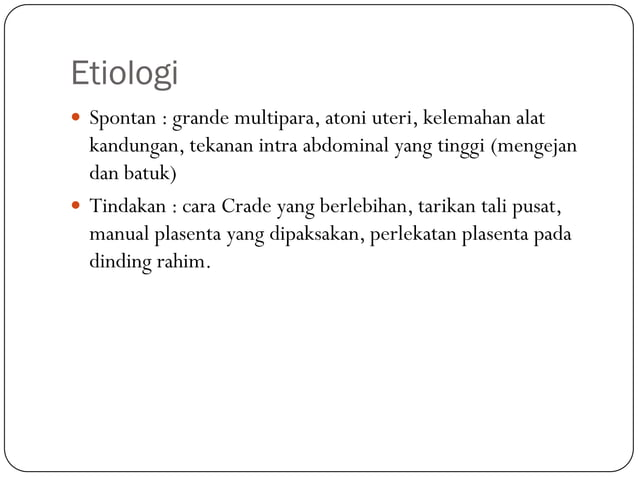 Etiologi
• Spontan : grande multipara, atoni uteri, kelemahan alat
kandungan, tekanan intra abdominal yang tinggi (mengejan
dan batuk)
• Tindakan : cara Crade yang berlebihan, tarikan tali pusat,
manual plasenta yang dipaksakan, perlekatan plasenta pada
dinding rahim.